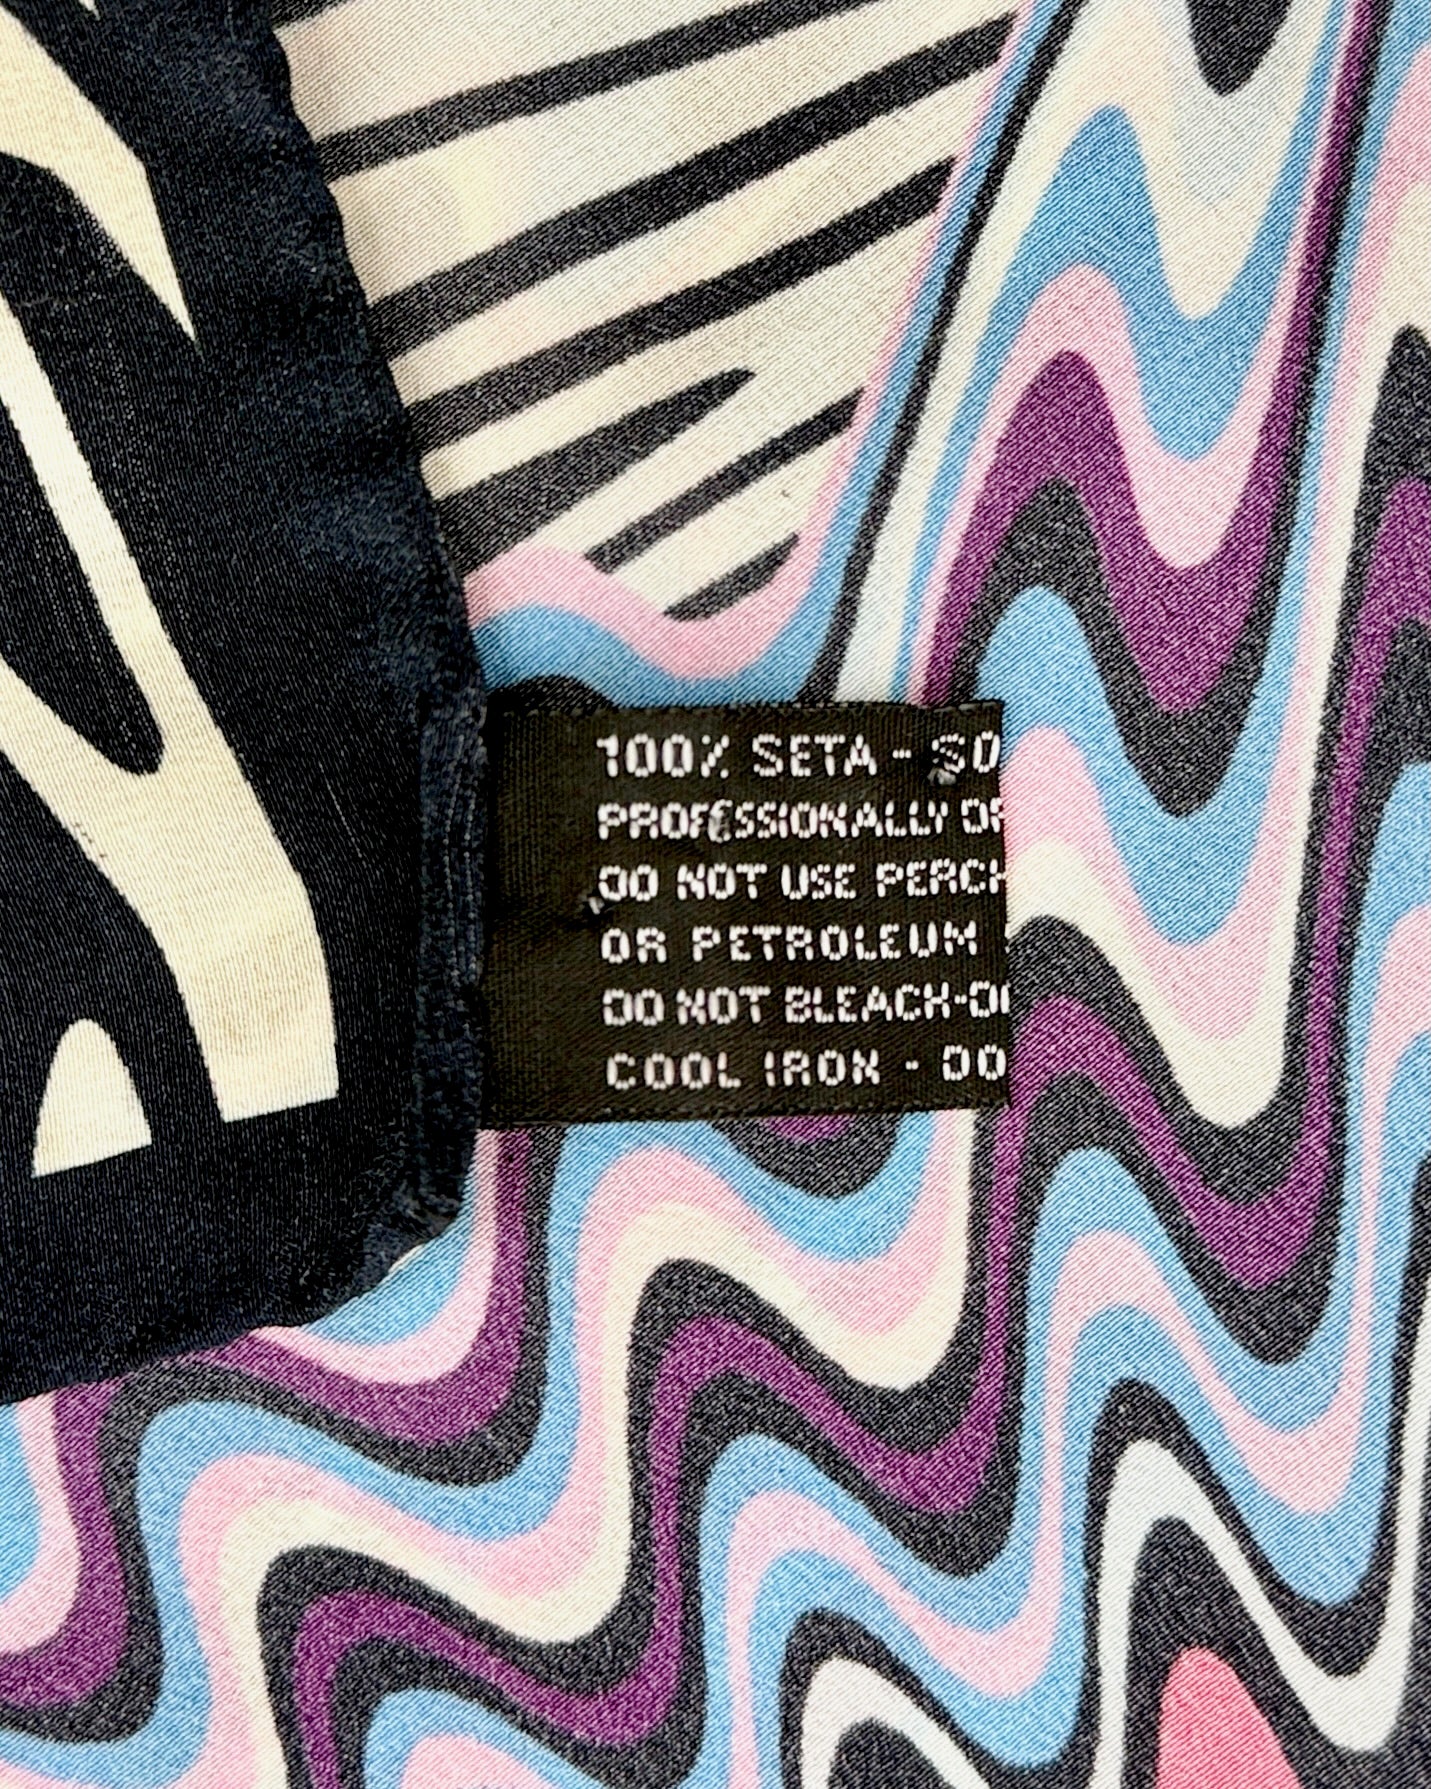 100% SETA - SO
PROFESSIONALLY DR
DO NOT USE PERCH
OR PETROLEUM
DO NOT BLEACH-DO
COOL IRON - DO